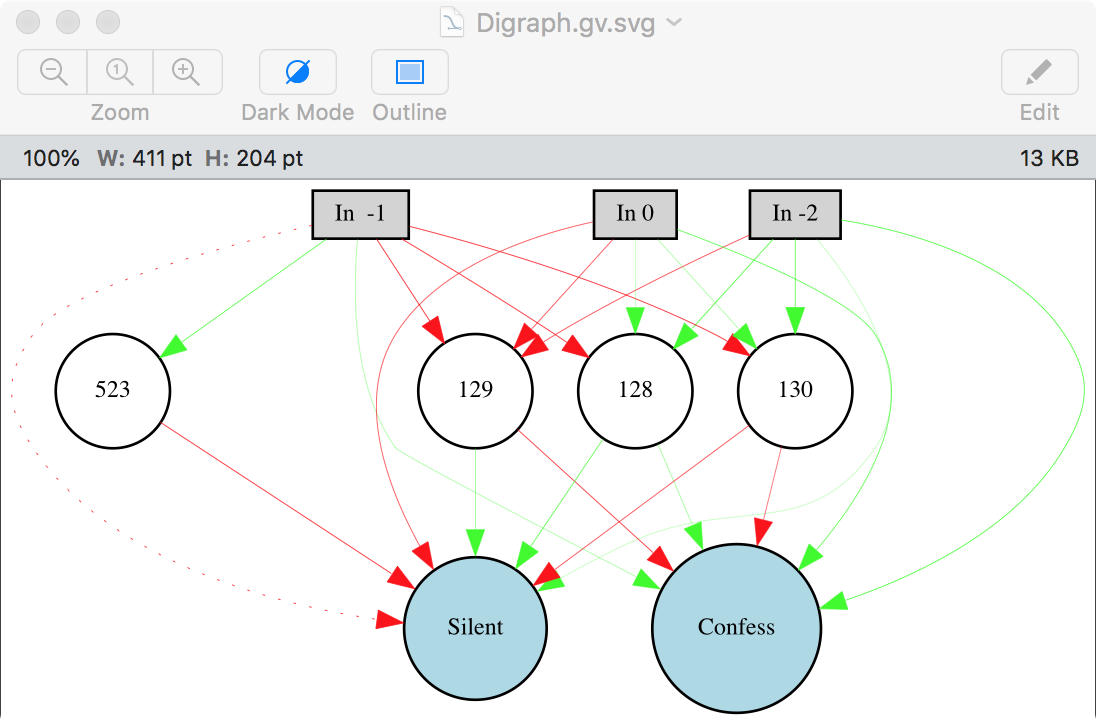 Digraph.gv.svg
1
Zoom
Dark Mode
Outline
Edit
100% W: 411 pt H: 204 pt
13 KB
In -1
In 0
In -2
523
129
128
130
Silent
Confess